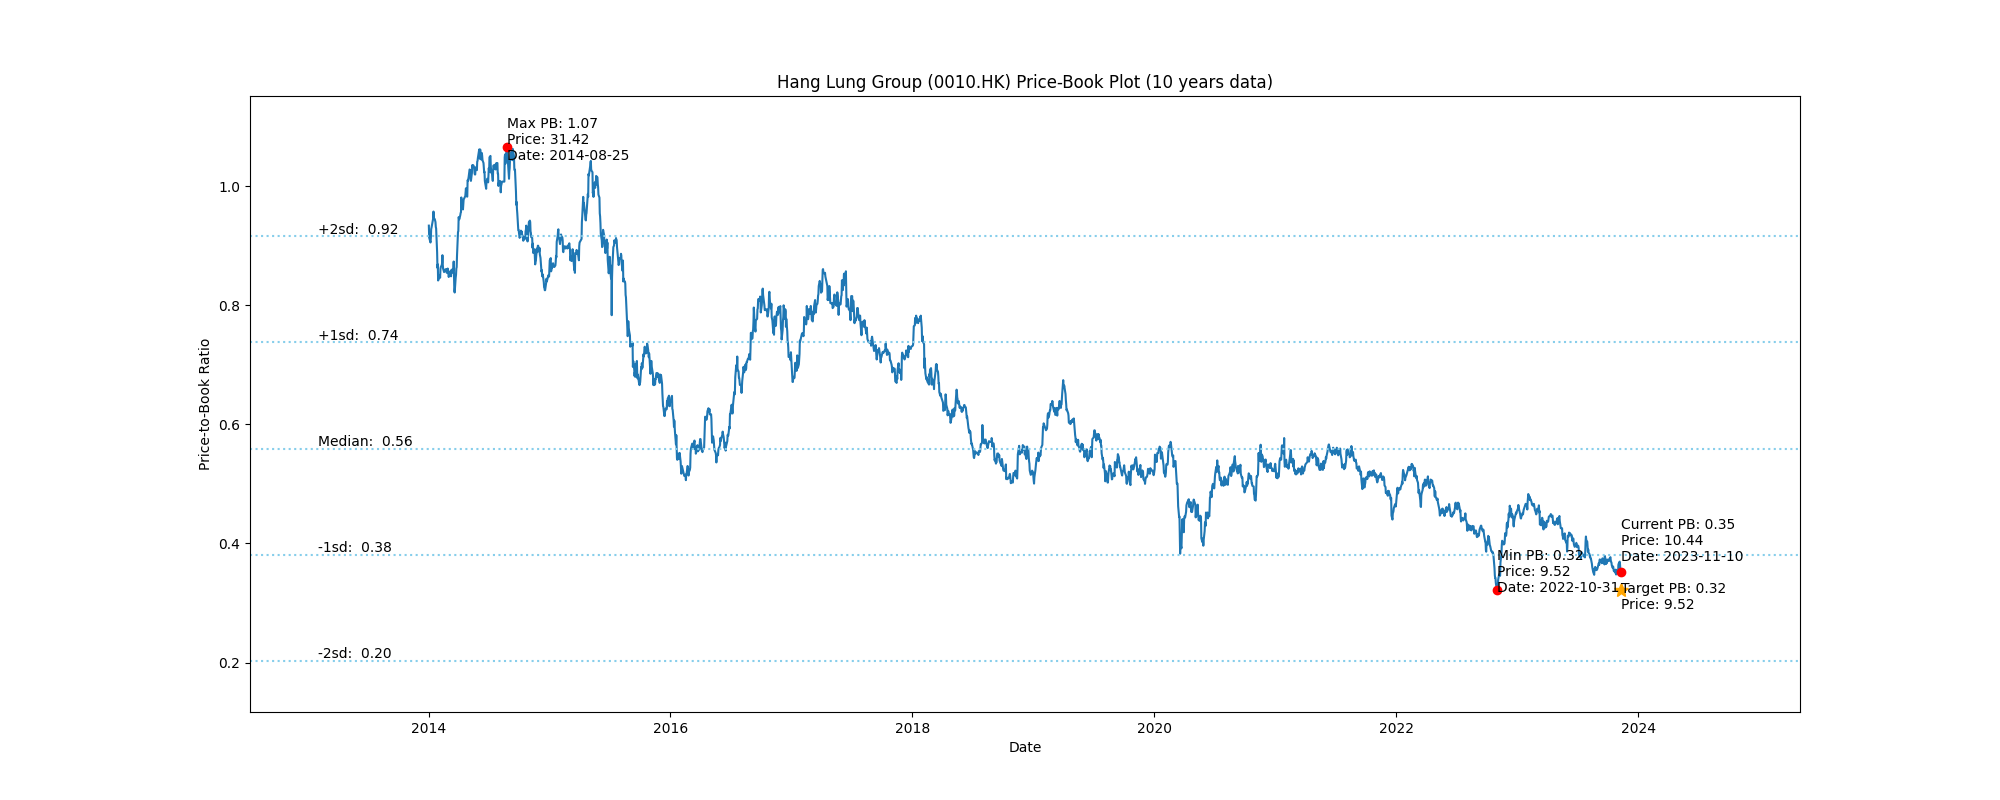 Hang Lung Group (0010.HK) Price-Book Plot (10 years data)
Max PB: 1.07
Price: 31.42
Date: 2014-08-25
1.0
+2sd:  0.92
0.8
+1sd:  0.74
Price-to-Book Ratio
0.6
Median:  0.56
Current PB: 0.35
Price: 10.44
Date: 2023-11-10
0.4
-1sd:  0.38
Min PB: 0.32
Price: 9.52
Date: 2022-10-31
Target PB: 0.32
Price: 9.52
-2sd:  0.20
0.2
2014
2016
2018
2020
2022
2024
Date